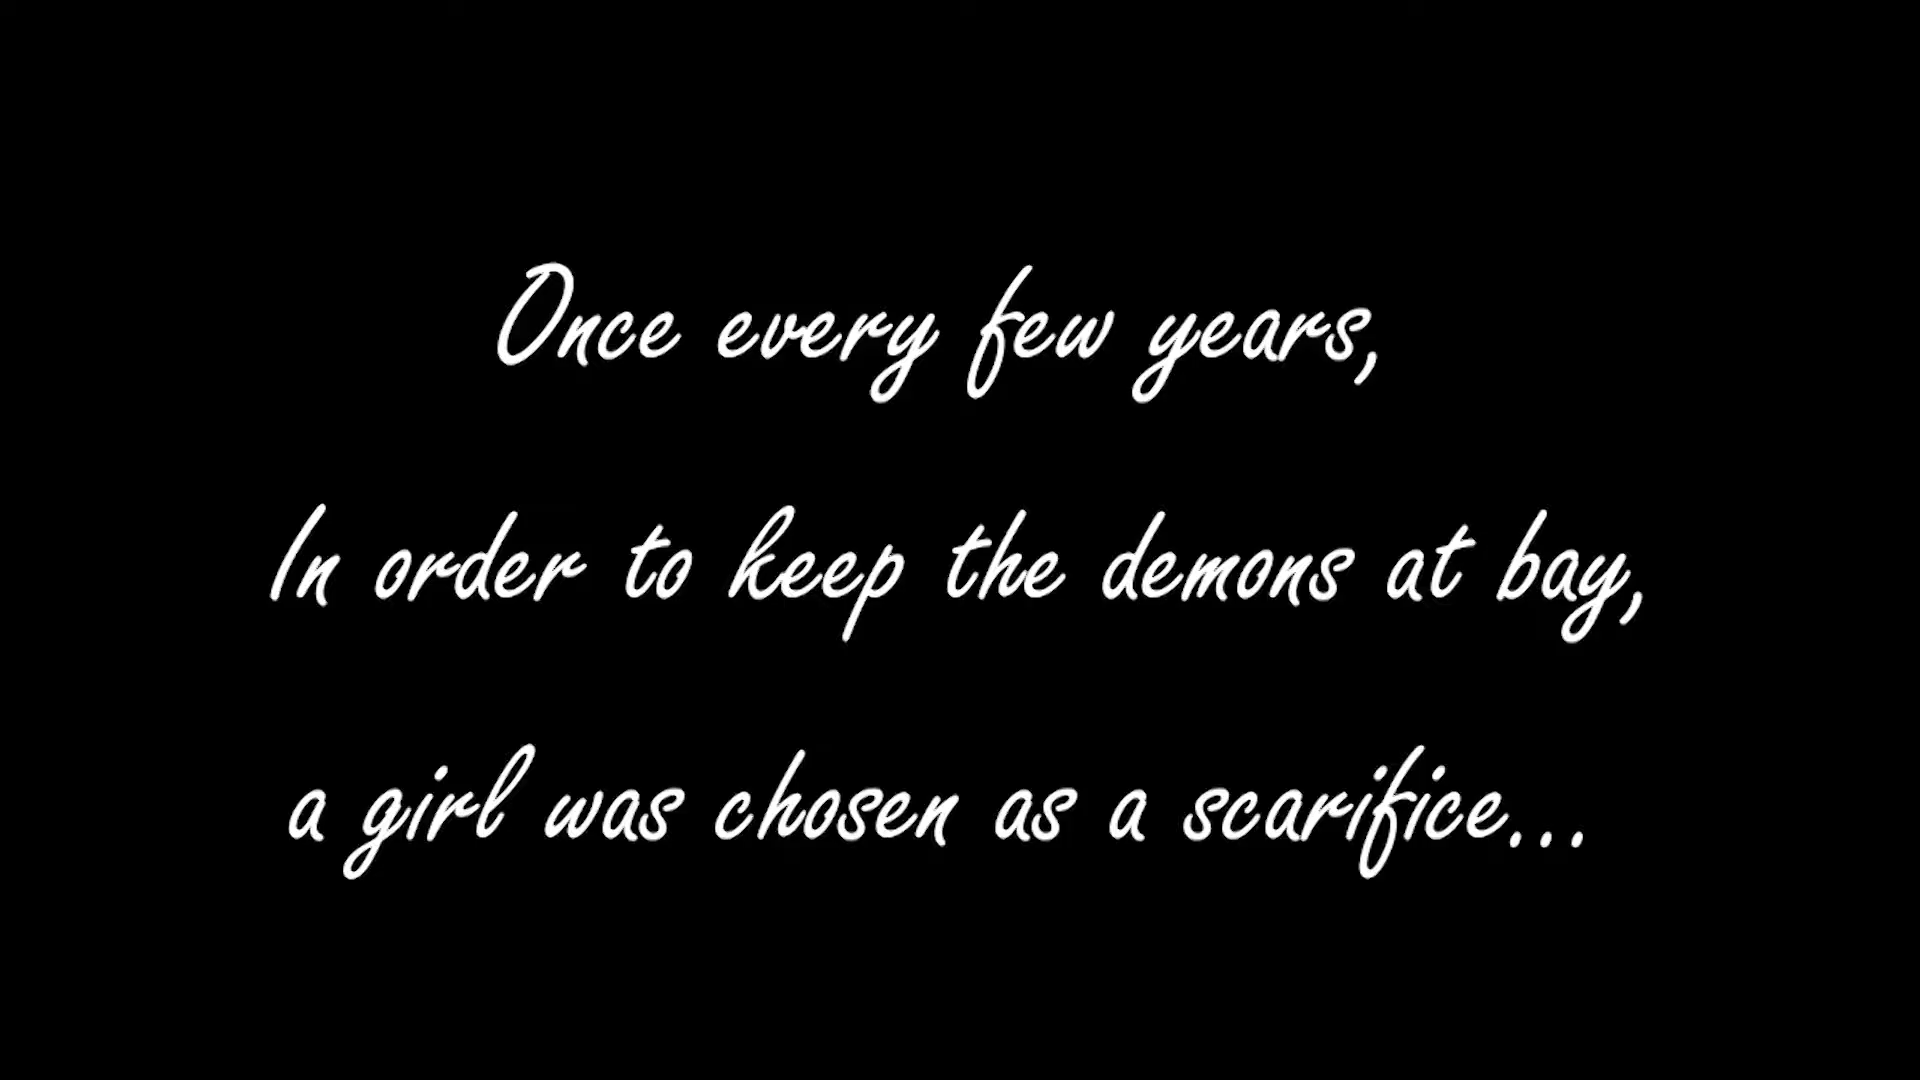 Once every few years,
In order to keep the demons at bay,
a girl was chosen as a scarifice...